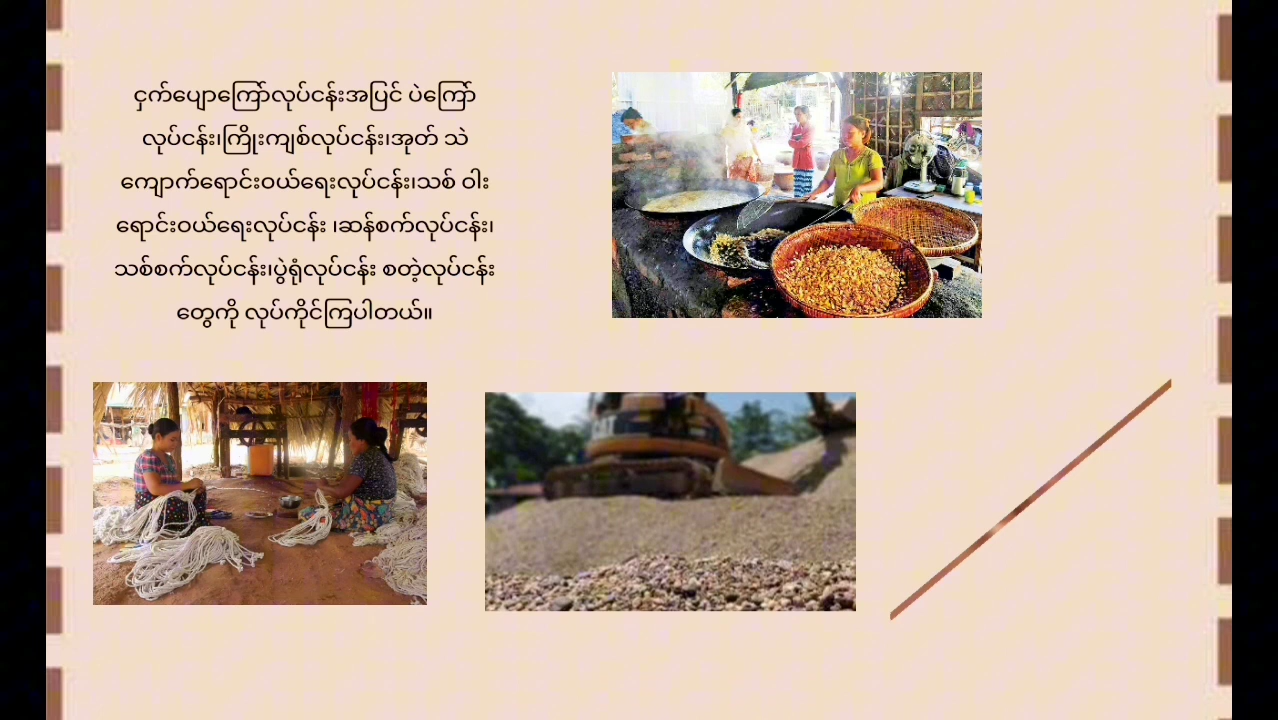 ငှက်ပျောကြော်လုပ်ငန်းအပြင် ပဲကြော်
လုပ်ငန်း၊ကြိုးကျစ်လုပ်ငန်း၊အုတ် သဲ
ကျောက်ရောင်းဝယ်ရေးလုပ်ငန်း၊သစ် ဝါး
ရောင်းဝယ်ရေးလုပ်ငန်း ၊ဆန်စက်လုပ်ငန်း၊
သစ်စက်လုပ်ငန်း၊ပွဲရုံလုပ်ငန်း စတဲ့လုပ်ငန်း
တွေကို လုပ်ကိုင်ကြပါတယ်။